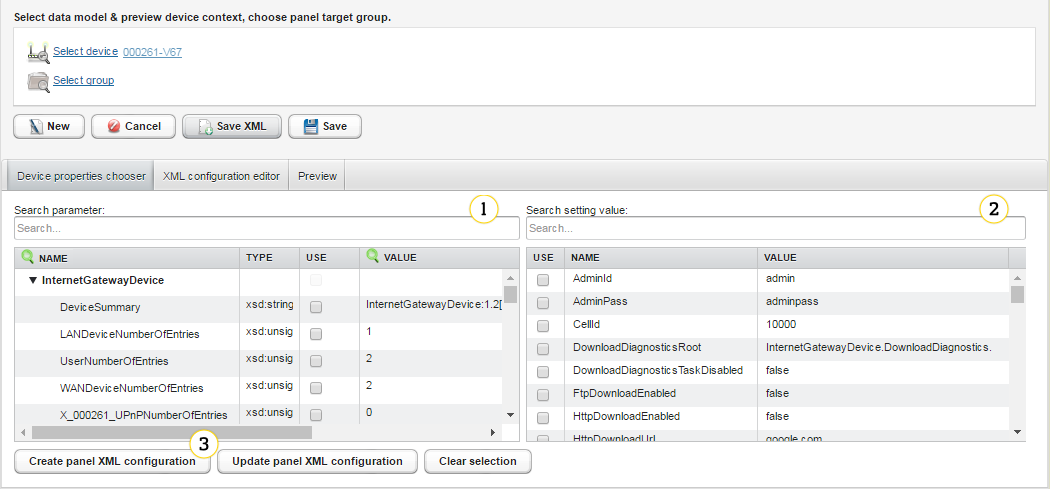 Select data model & preview device context, choose panel target group.
Select device 000261-V67
Select group
New Cancel Save XML Save
Device properties chooser XML configuration editor Preview
Search parameter: 1 Search setting value: 2
Search... Search...
NAME TYPE USE VALUE USE NAME VALUE
InternetGatewayDevice AdminId admin
DeviceSummary xsd:string InternetGatewayDevice:1.2[ AdminPass adminpass
LANDeviceNumberOfEntries xsd:unsig 1 CellId 10000
UserNumberOfEntries xsd:unsig 2 DownloadDiagnosticsRoot InternetGatewayDevice.DownloadDiagnostics.
DownloadDiagnosticsTaskDisabled false
WANDeviceNumberOfEntries xsd:unsig 2 FtpDownloadEnabled false
X_000261_UPnPNumberOfEntries xsd:unsig 0 HttpDownloadEnabled false
HttpDownloadUrl google.com
3
Create panel XML configuration Update panel XML configuration Clear selection